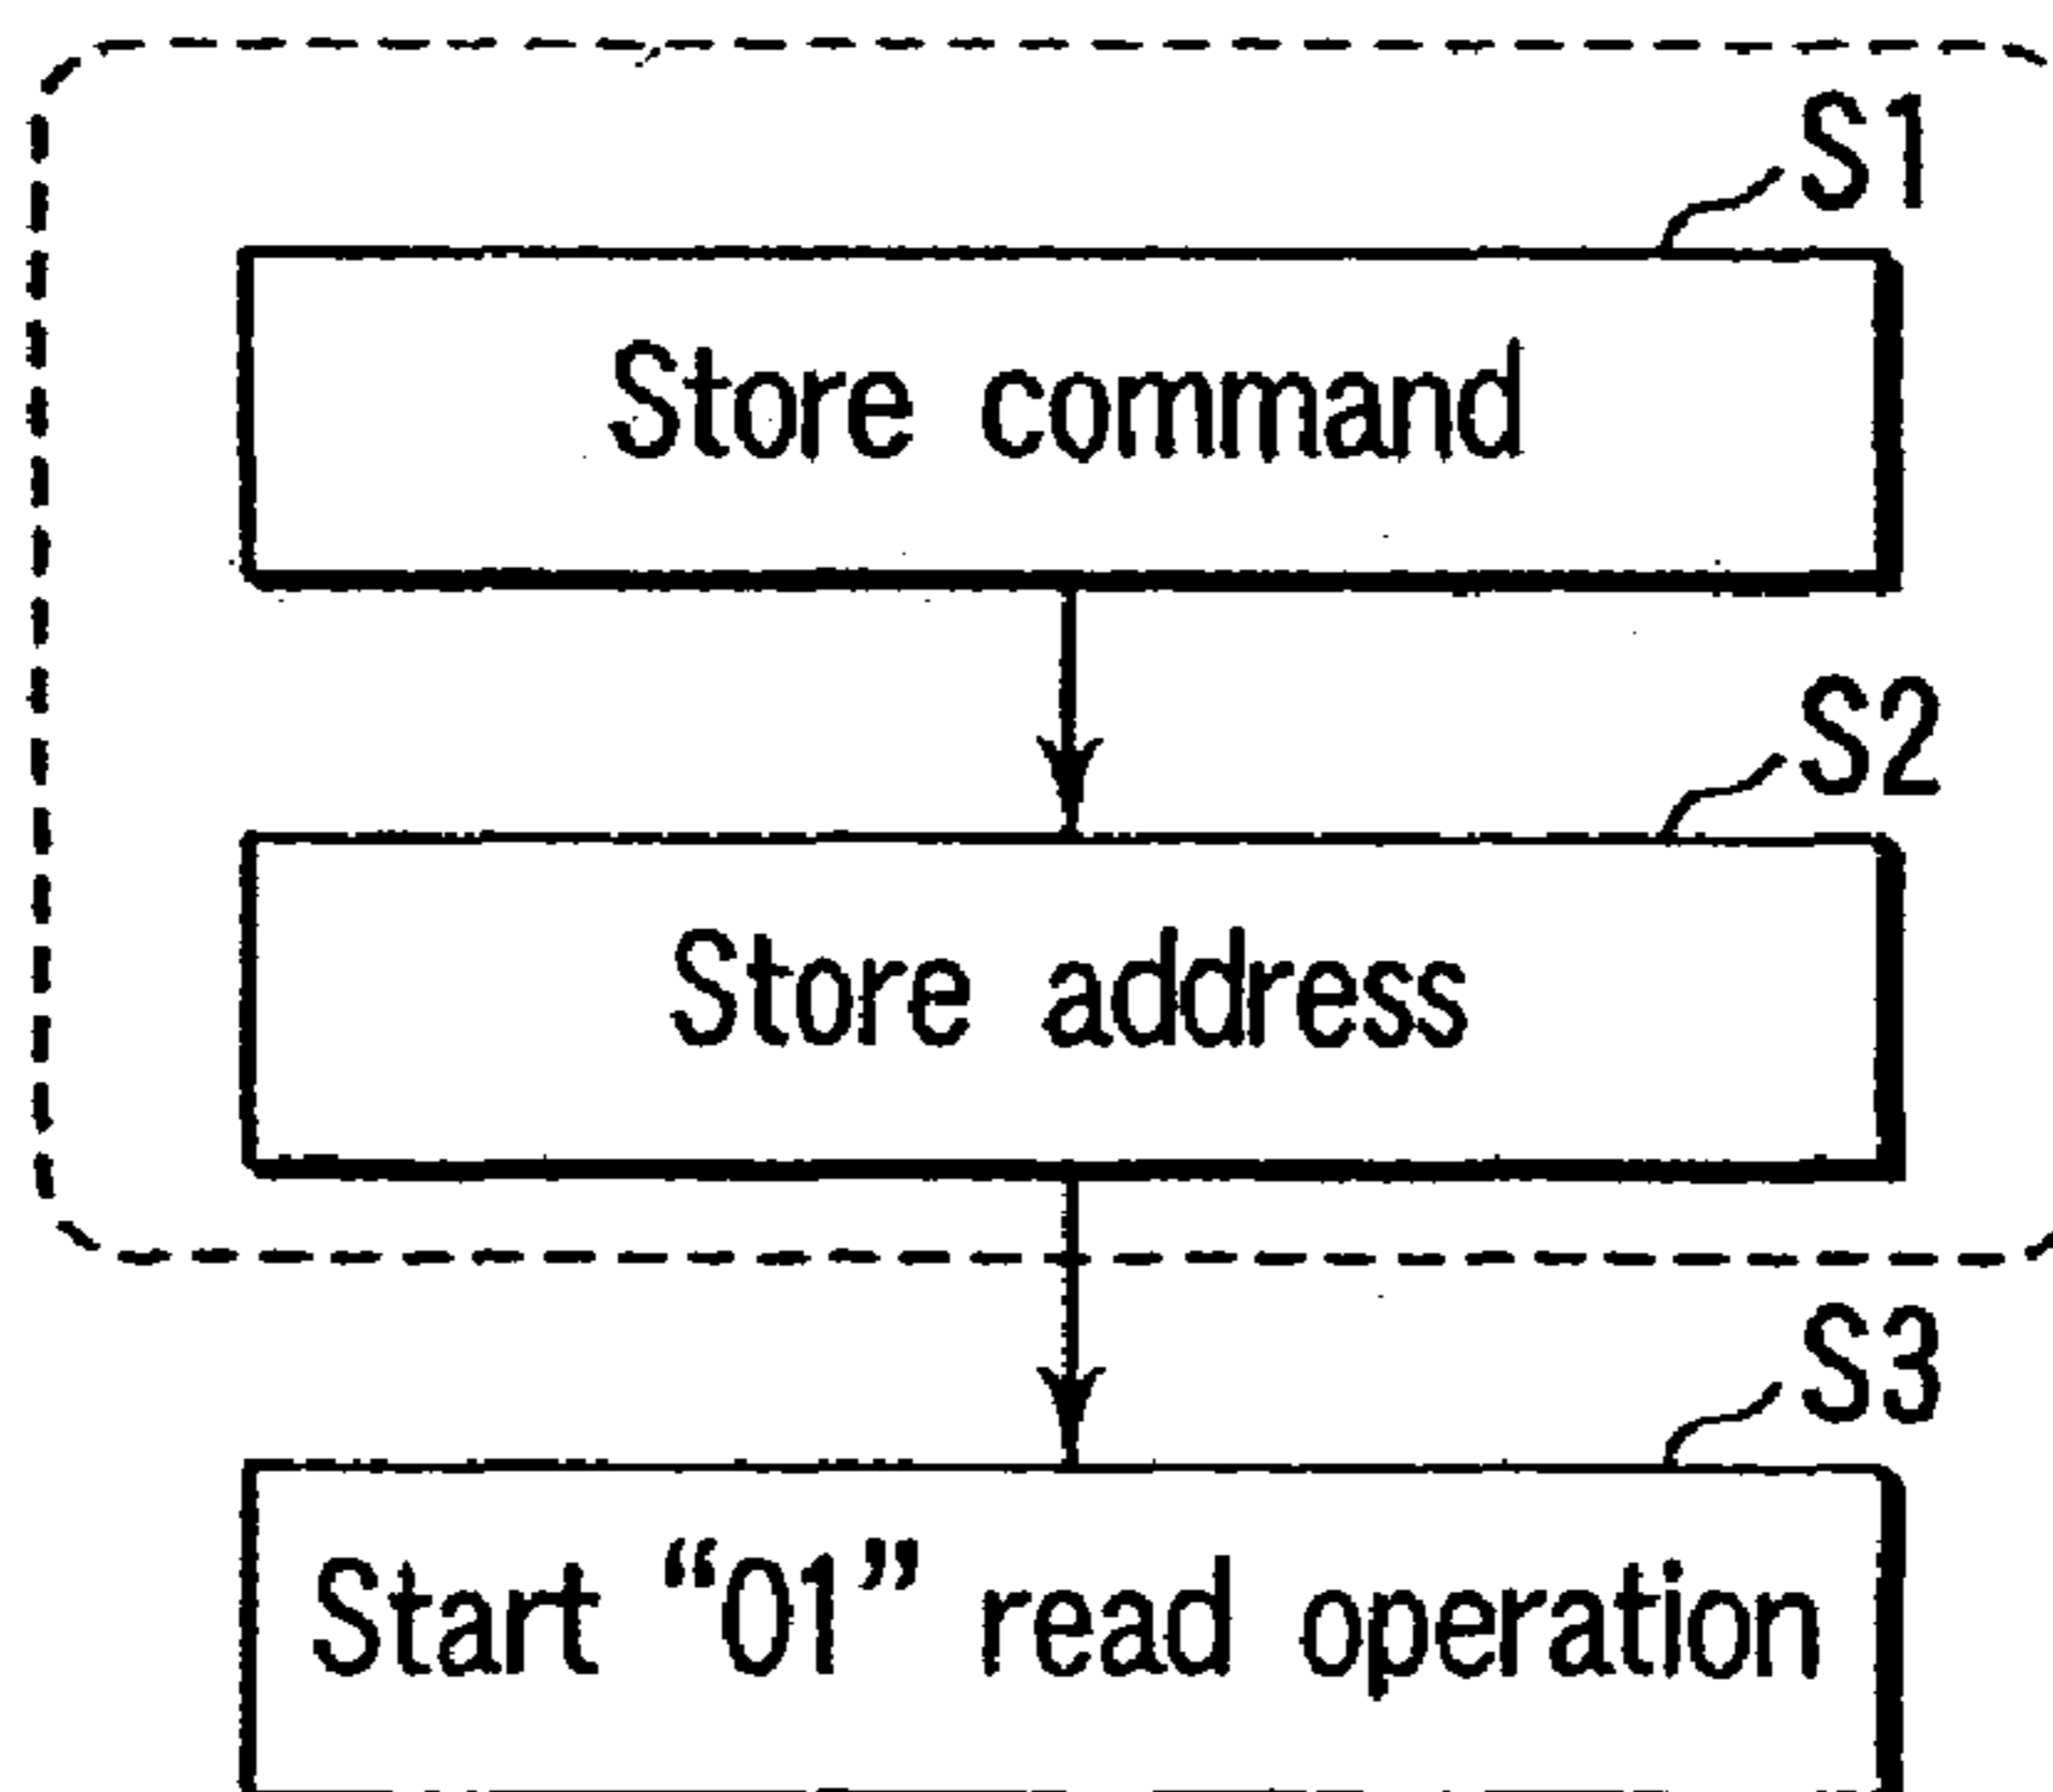 S1
Store command
S2
Store address
S3
Start “01” read operation